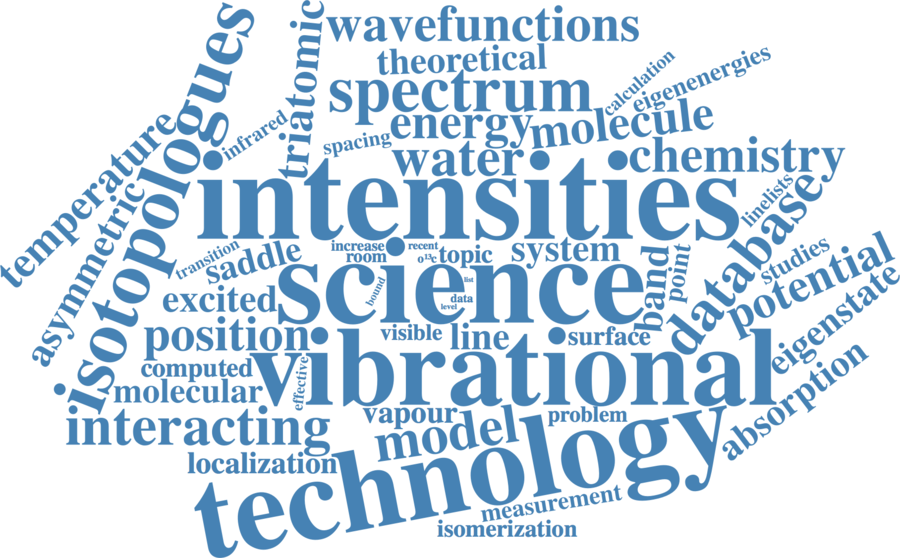 wavefunctions
theoretical
triatomic
isotopologues
spectrum
calculation
eigenenergies
infrared
spacing
energy
molecule
temperature
water
chemistry
intensities
linelists
asymmetric
transition
saddle
increase
recent
room
o¹²c
topic
system
band
point
database
studies
potential
science
bound
list
data
level
excited
position
visible
line
surface
eigenstate
vibrational
computed
molecular
effective
absorption
interacting
vapour
model
problem
localization
technology
measurement
isomerization